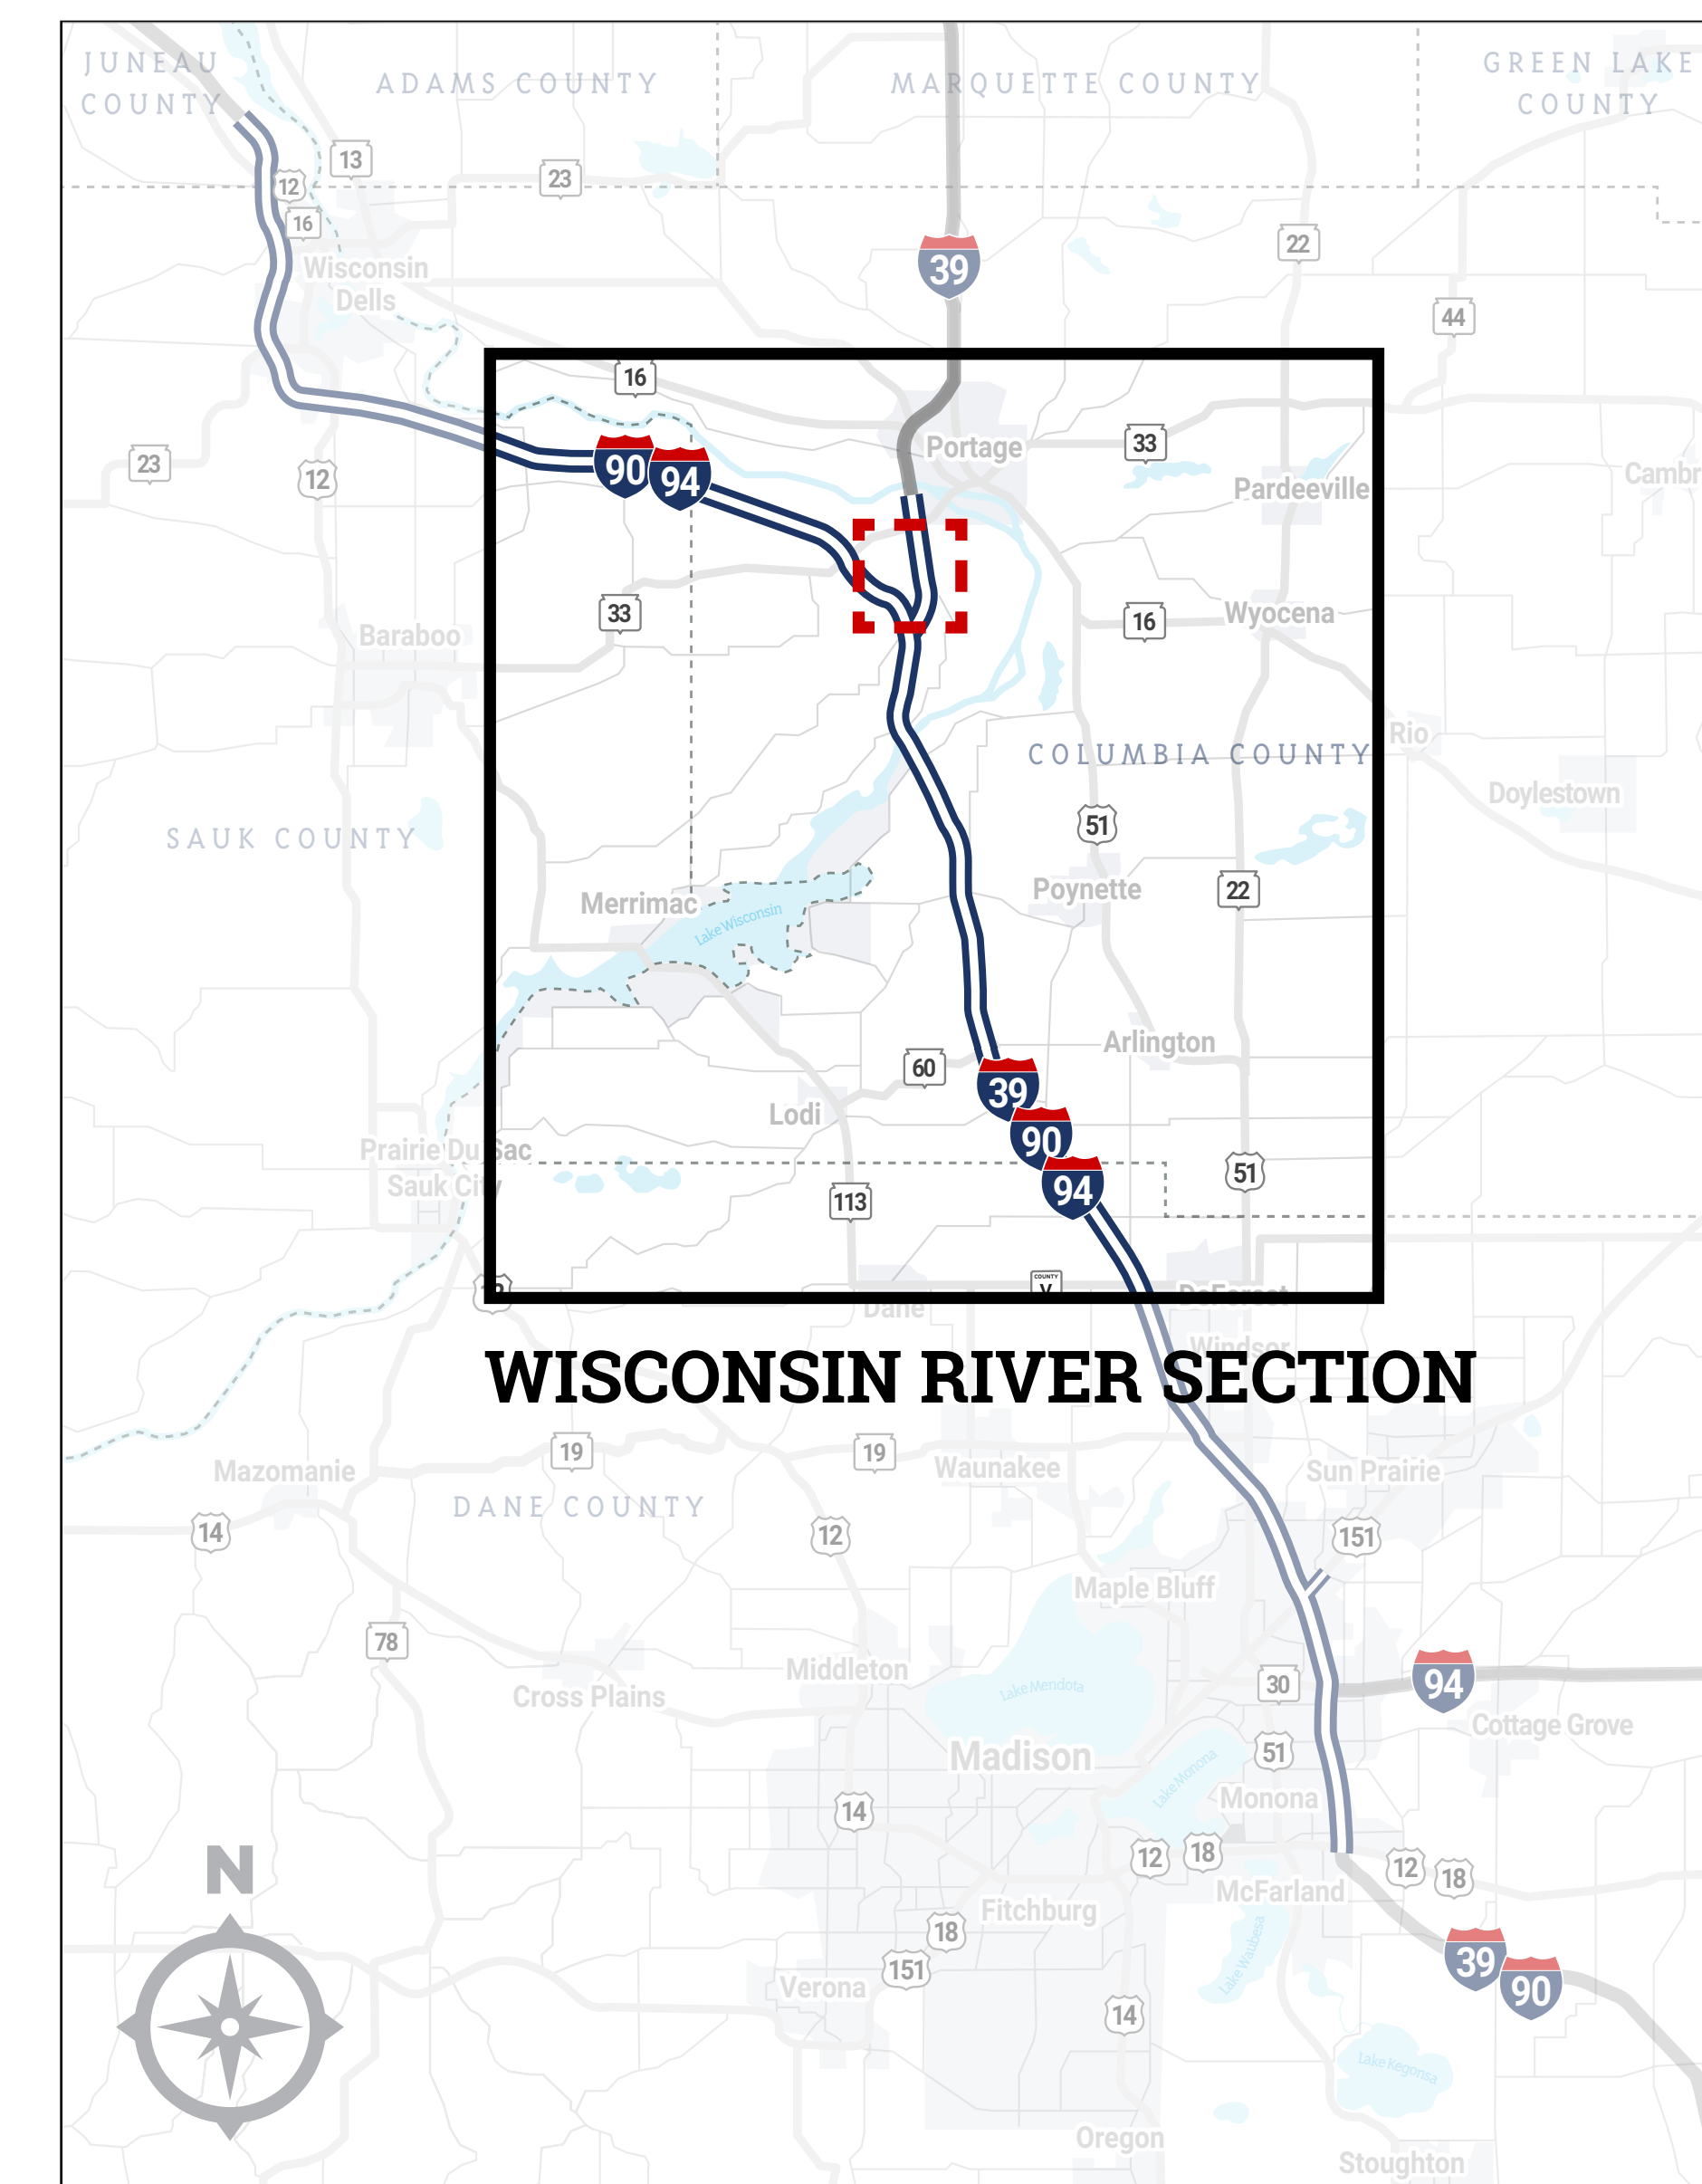 JUNEAU
COUNTY
ADAMS COUNTY
MARQUETTE COUNTY
GREEN LAKE
COUNTY
13
12
23
16
Wisconsin
Dells
39
22
44
16
23
12
90
94
Portage
33
Pardeeville
Cambr
33
Baraboo
16
Wyocena
Rio
COLUMBIA COUNTY
Doylestown
SAUK COUNTY
51
Merrimac
Lake Wisconsin
Poynette
22
Arlington
60
39
Lodi
90
Prairie Du Sac
Sauk City
94
51
113
COUNTY
V
DeForest
Dane
Windsor
WISCONSIN RIVER SECTION
19
19
Waunakee
Sun Prairie
Mazomanie
DANE COUNTY
14
12
151
Maple Bluff
78
Middleton
Cross Plains
Lake Mendota
30
94
Cottage Grove
Madison
51
Lake Monona
Monona
14
12
18
12
18
N
McFarland
Fitchburg
18
Lake Waubesa
39
90
151
Verona
14
Lake Kegonsa
Oregon
Stoughton